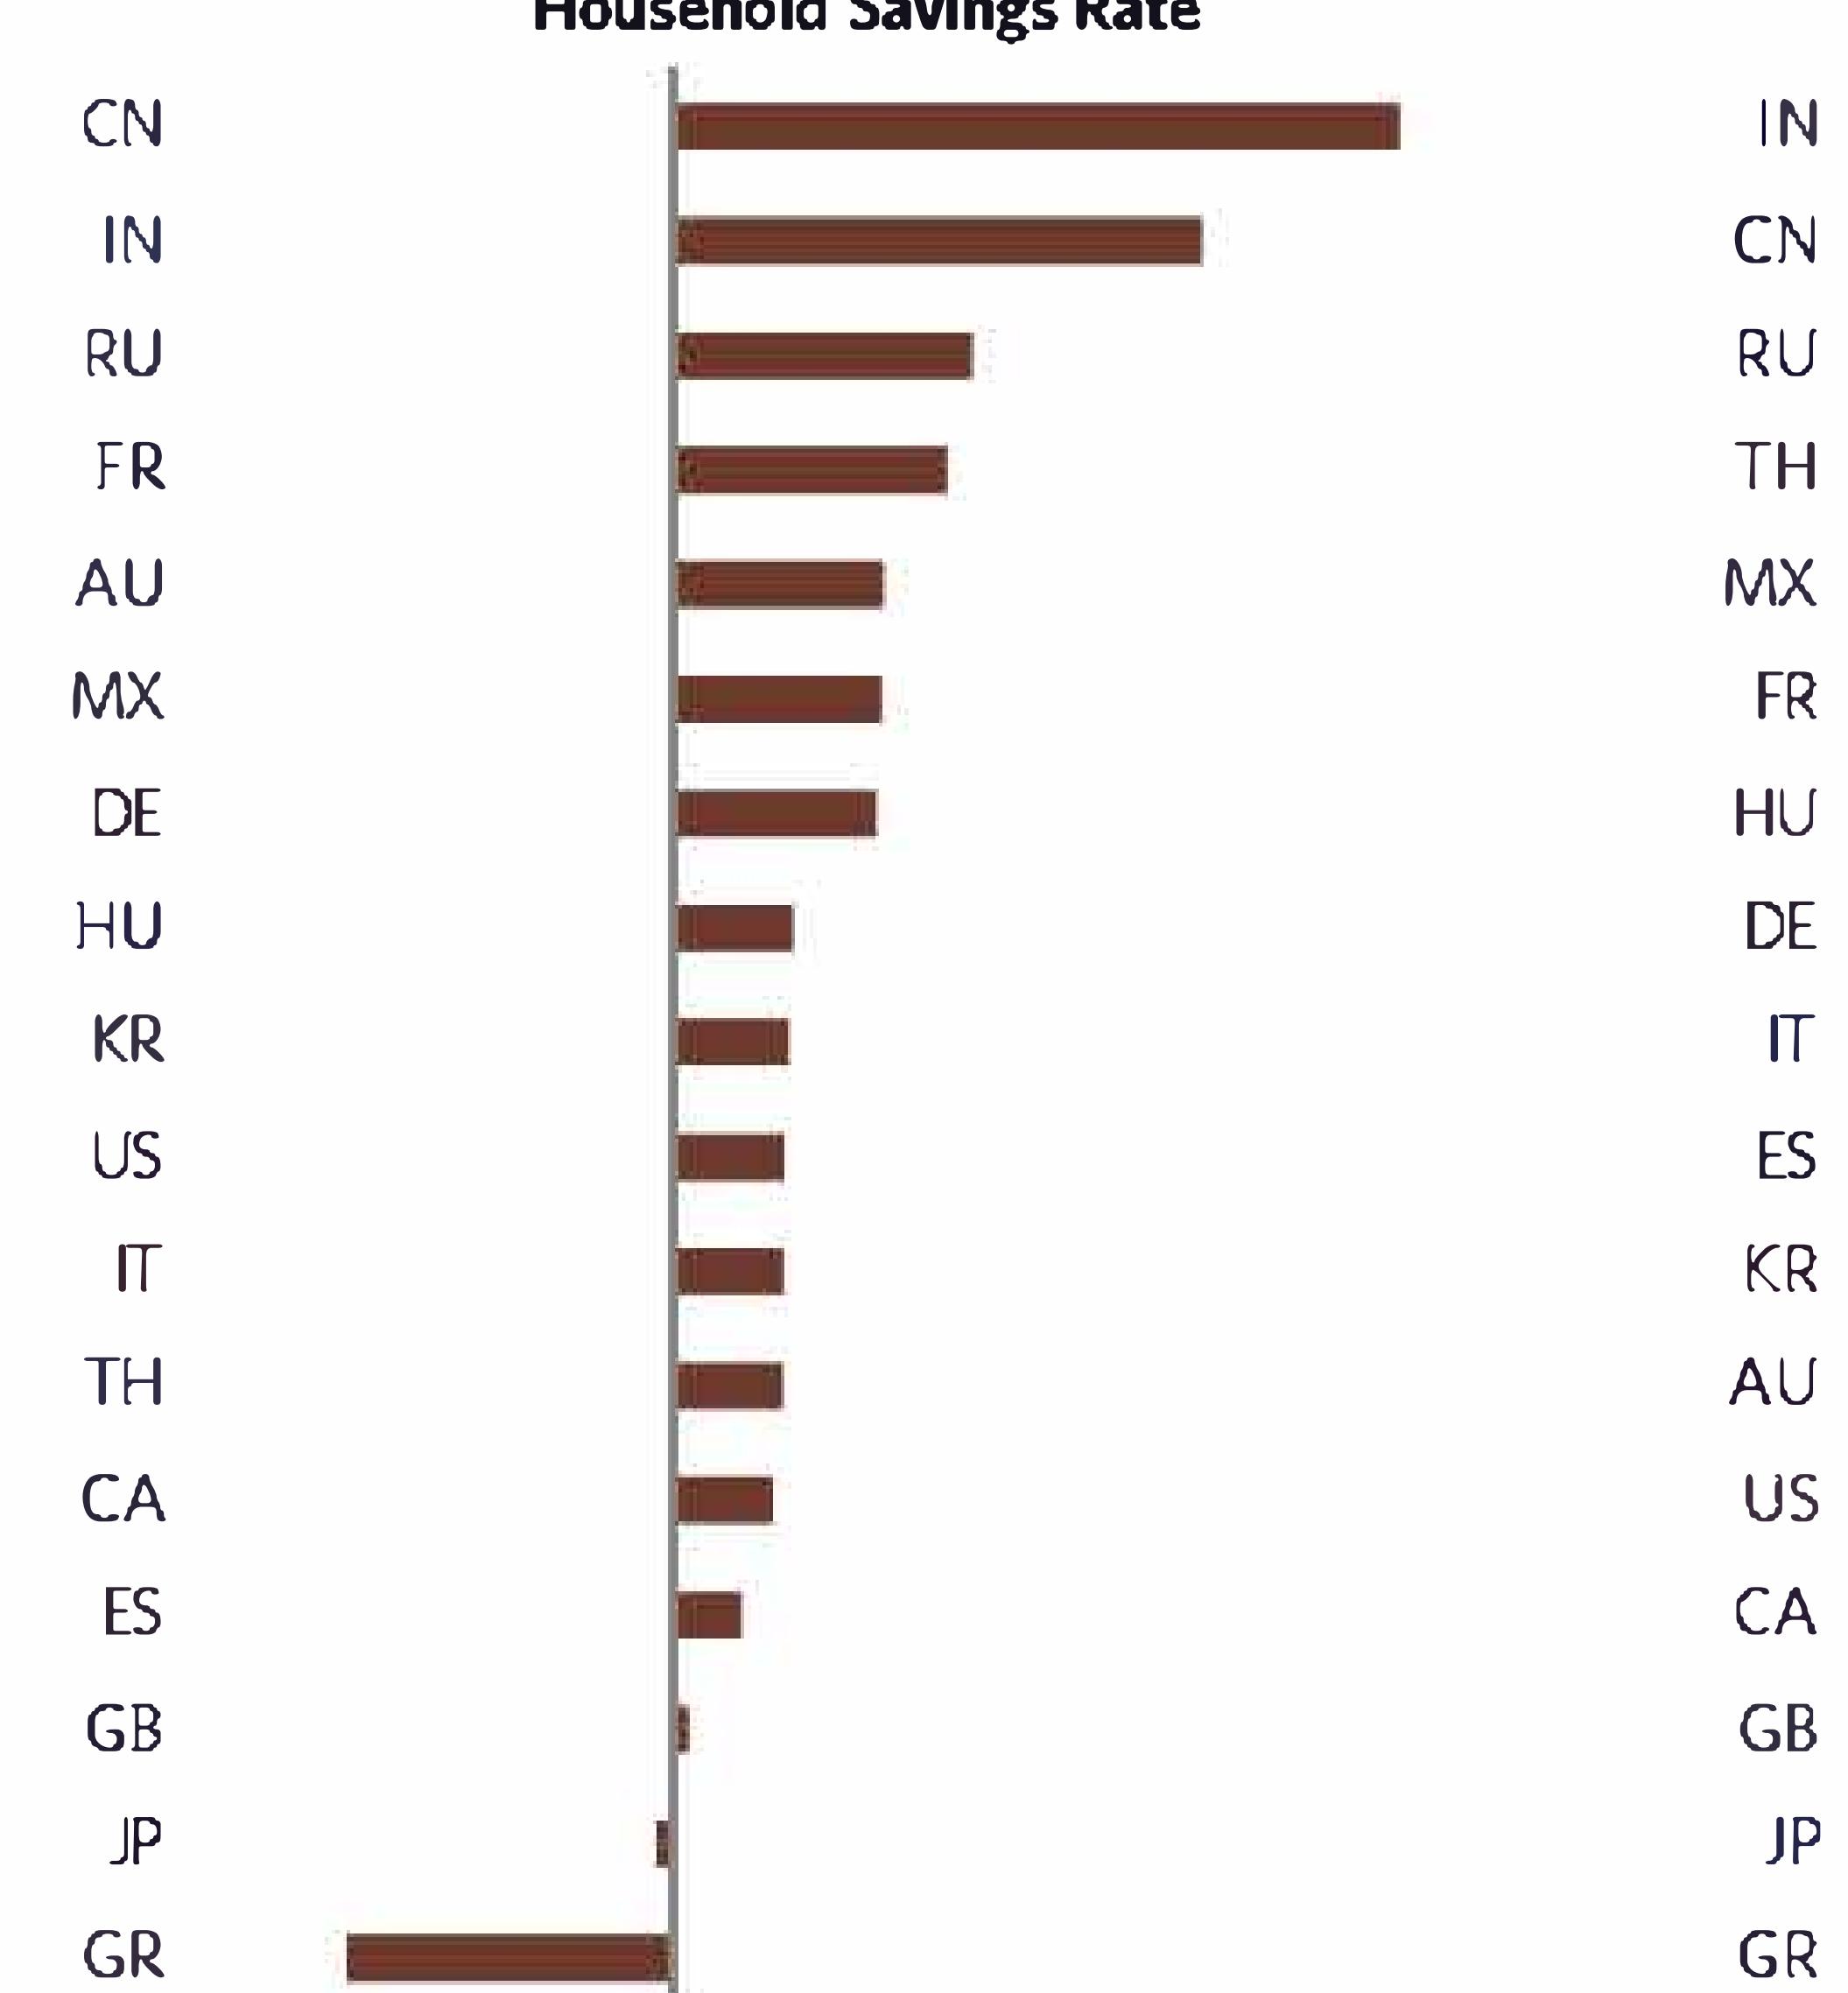 Household Savings Rate
CN IN
IN CN
RU RU
FR TH
AU MX
MX FR
DE HU
HU DE
KR IT
US ES
IT KR
TH AU
CA US
ES CA
GB GB
JP JP
GR GR